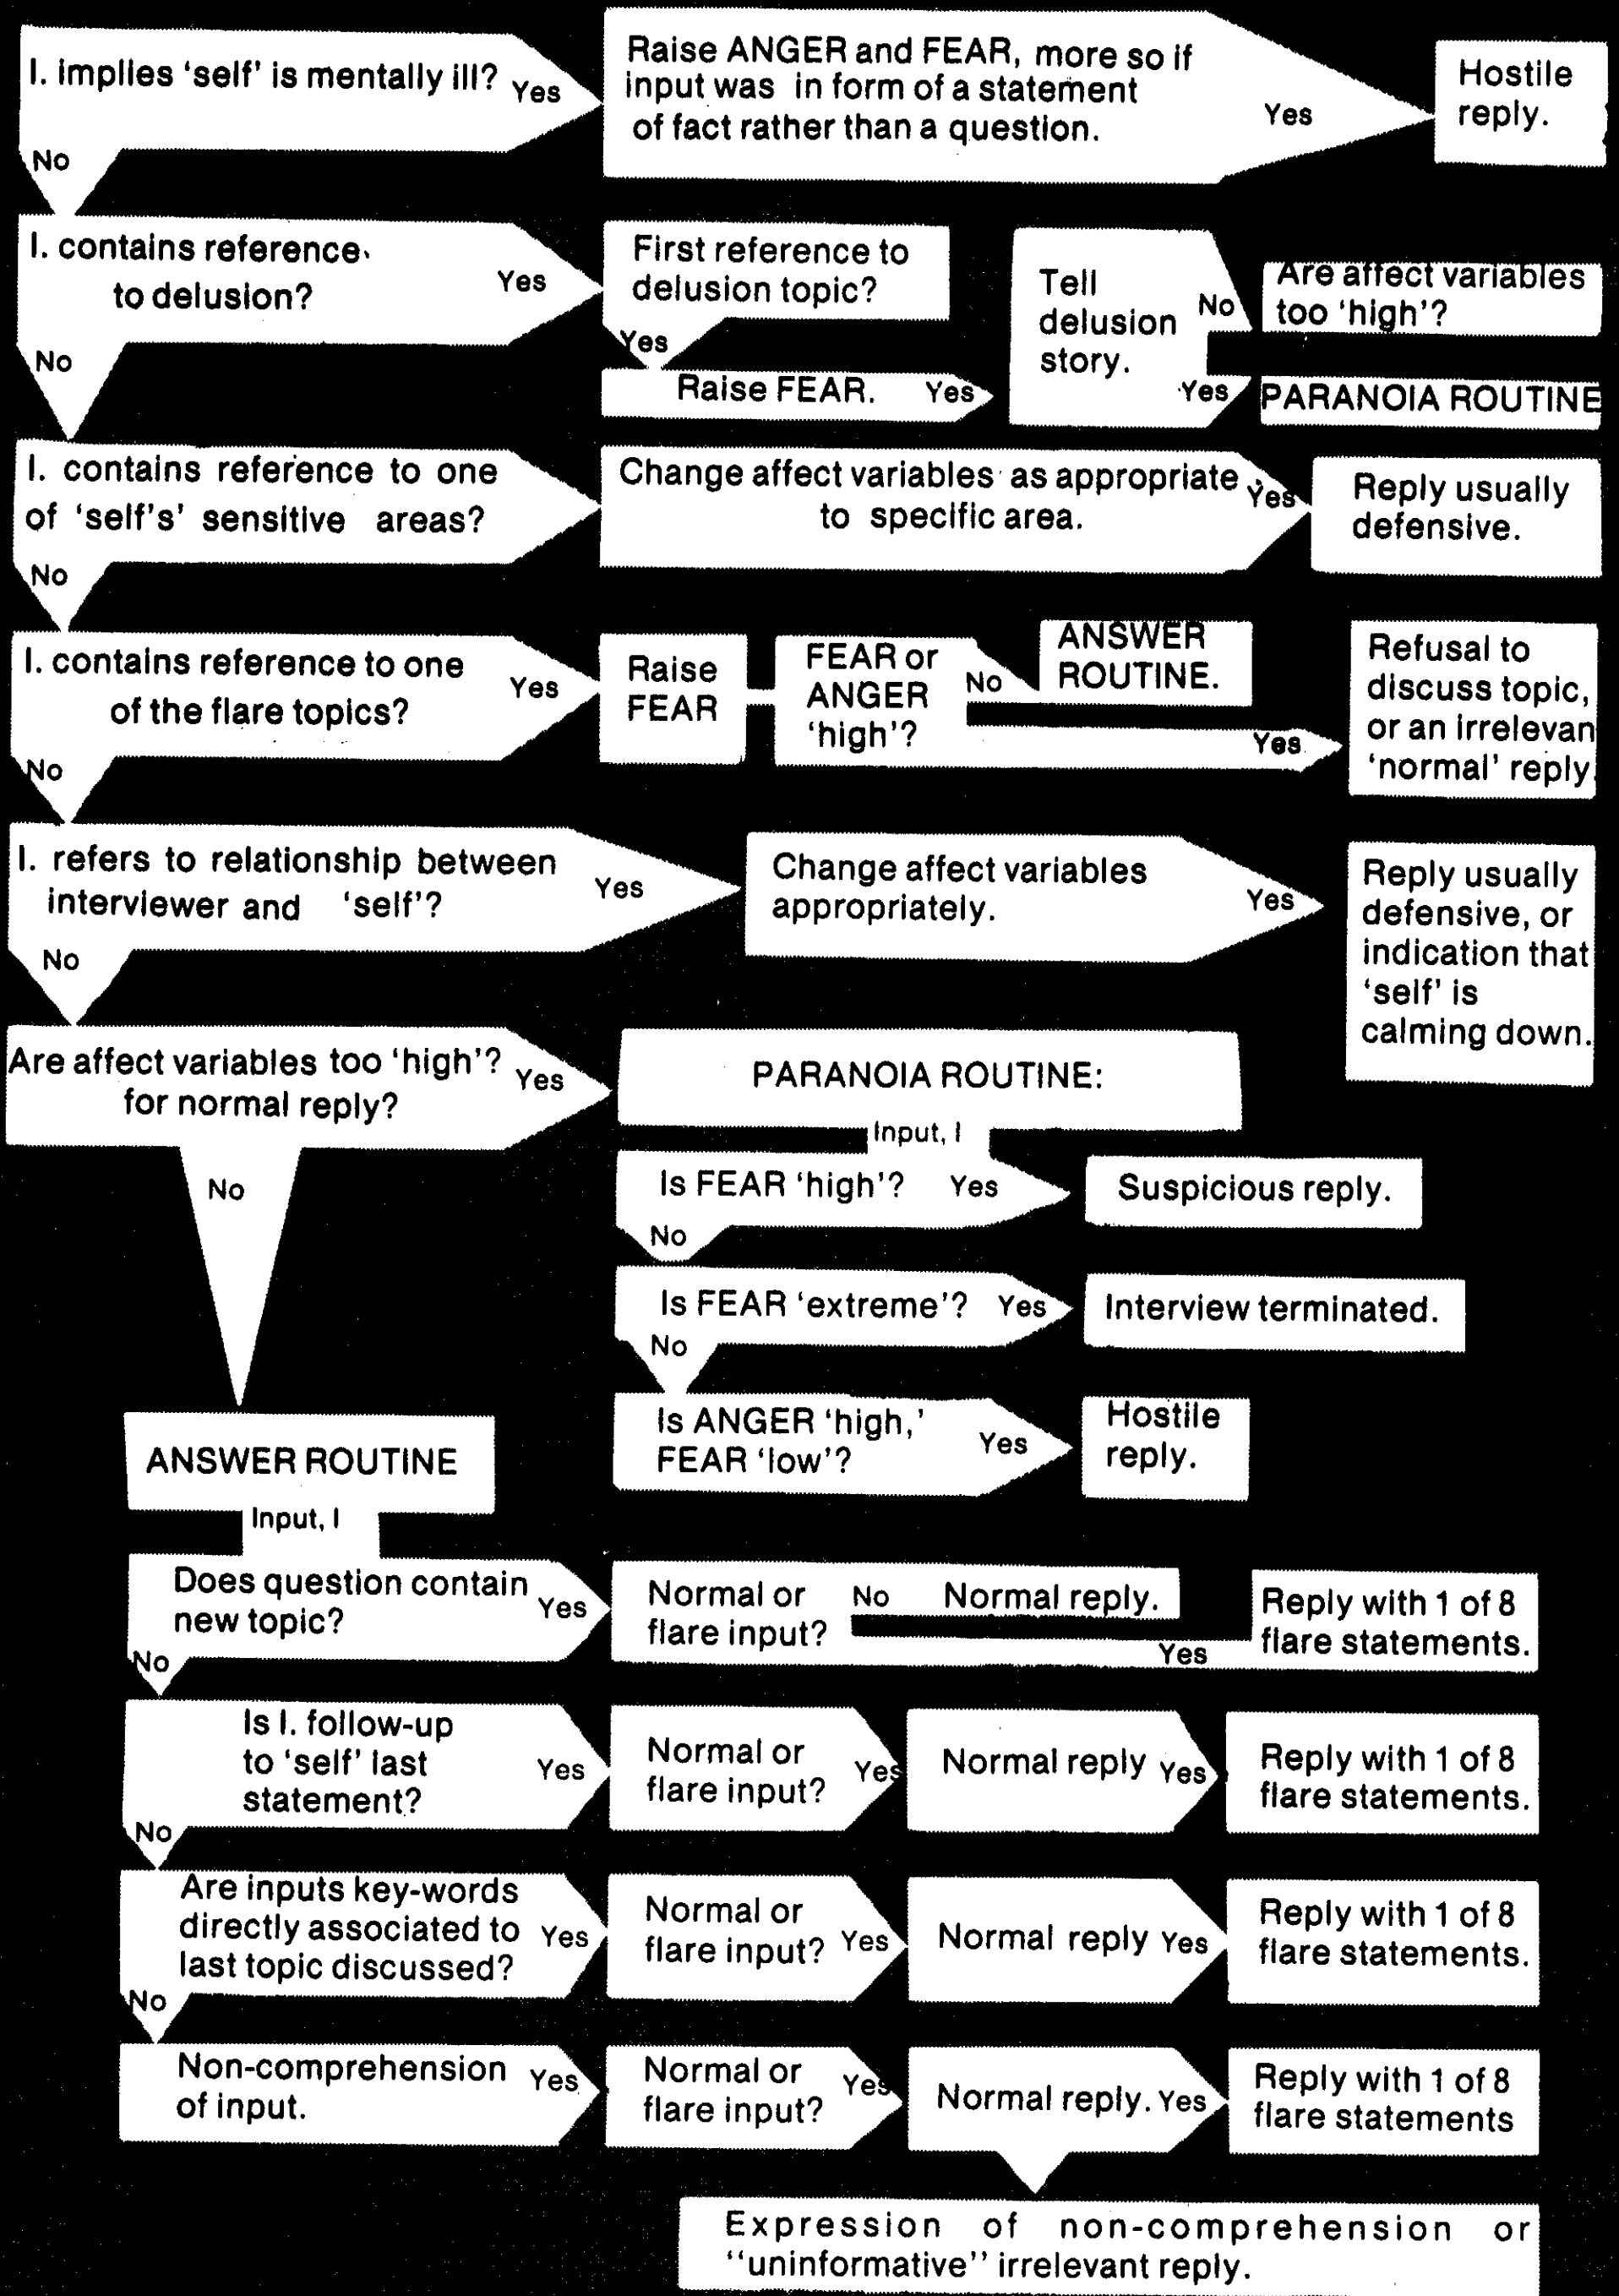 I. implies ‘self’ is mentally ill?
Yes
Raise ANGER and FEAR, more so if
input was in form of a statement
of fact rather than a question.
Yes
Hostile
reply.
No
I. contains reference
to delusion?
Yes
First reference to
delusion topic?
Yes
Raise FEAR.
Yes
Tell
delusion
story.
No
Are affect variables
too ‘high’?
Yes
PARANOIA ROUTINE
No
I. contains reference to one
of ‘self's’ sensitive areas?
Change affect variables as appropriate
to specific area.
Yes
Reply usually
defensive.
No
I. contains reference to one
of the flare topics?
Yes
Raise
FEAR
FEAR or
ANGER
‘high’?
No
ANSWER
ROUTINE.
Yes
Refusal to
discuss topic,
or an irrelevan
‘normal’ reply.
No
I. refers to relationship between
interviewer and ‘self’?
Yes
Change affect variables
appropriately.
Yes
Reply usually
defensive, or
indication that
‘self’ is
calming down.
No
Are affect variables too ‘high’?
for normal reply?
Yes
PARANOIA ROUTINE:
Input, I
Is FEAR ‘high’?
Yes
Suspicious reply.
No
Is FEAR ‘extreme’?
Yes
Interview terminated.
No
Is ANGER ‘high,’
FEAR ‘low’?
Yes
Hostile
reply.
No
ANSWER ROUTINE
Input, I
Does question contain
new topic?
Yes
Normal or
flare input?
No
Normal reply.
Yes
Reply with 1 of 8
flare statements.
No
Is I. follow-up
to ‘self’ last
statement?
Yes
Normal or
flare input?
Yes
Normal reply
Yes
Reply with 1 of 8
flare statements.
No
Are inputs key-words
directly associated to
last topic discussed?
Yes
Normal or
flare input?
Yes
Normal reply
Yes
Reply with 1 of 8
flare statements.
No
Non-comprehension
of input.
Yes
Normal or
flare input?
Yes
Normal reply.
Yes
Reply with 1 of 8
flare statements
Expression of non-comprehension or
“uninformative” irrelevant reply.